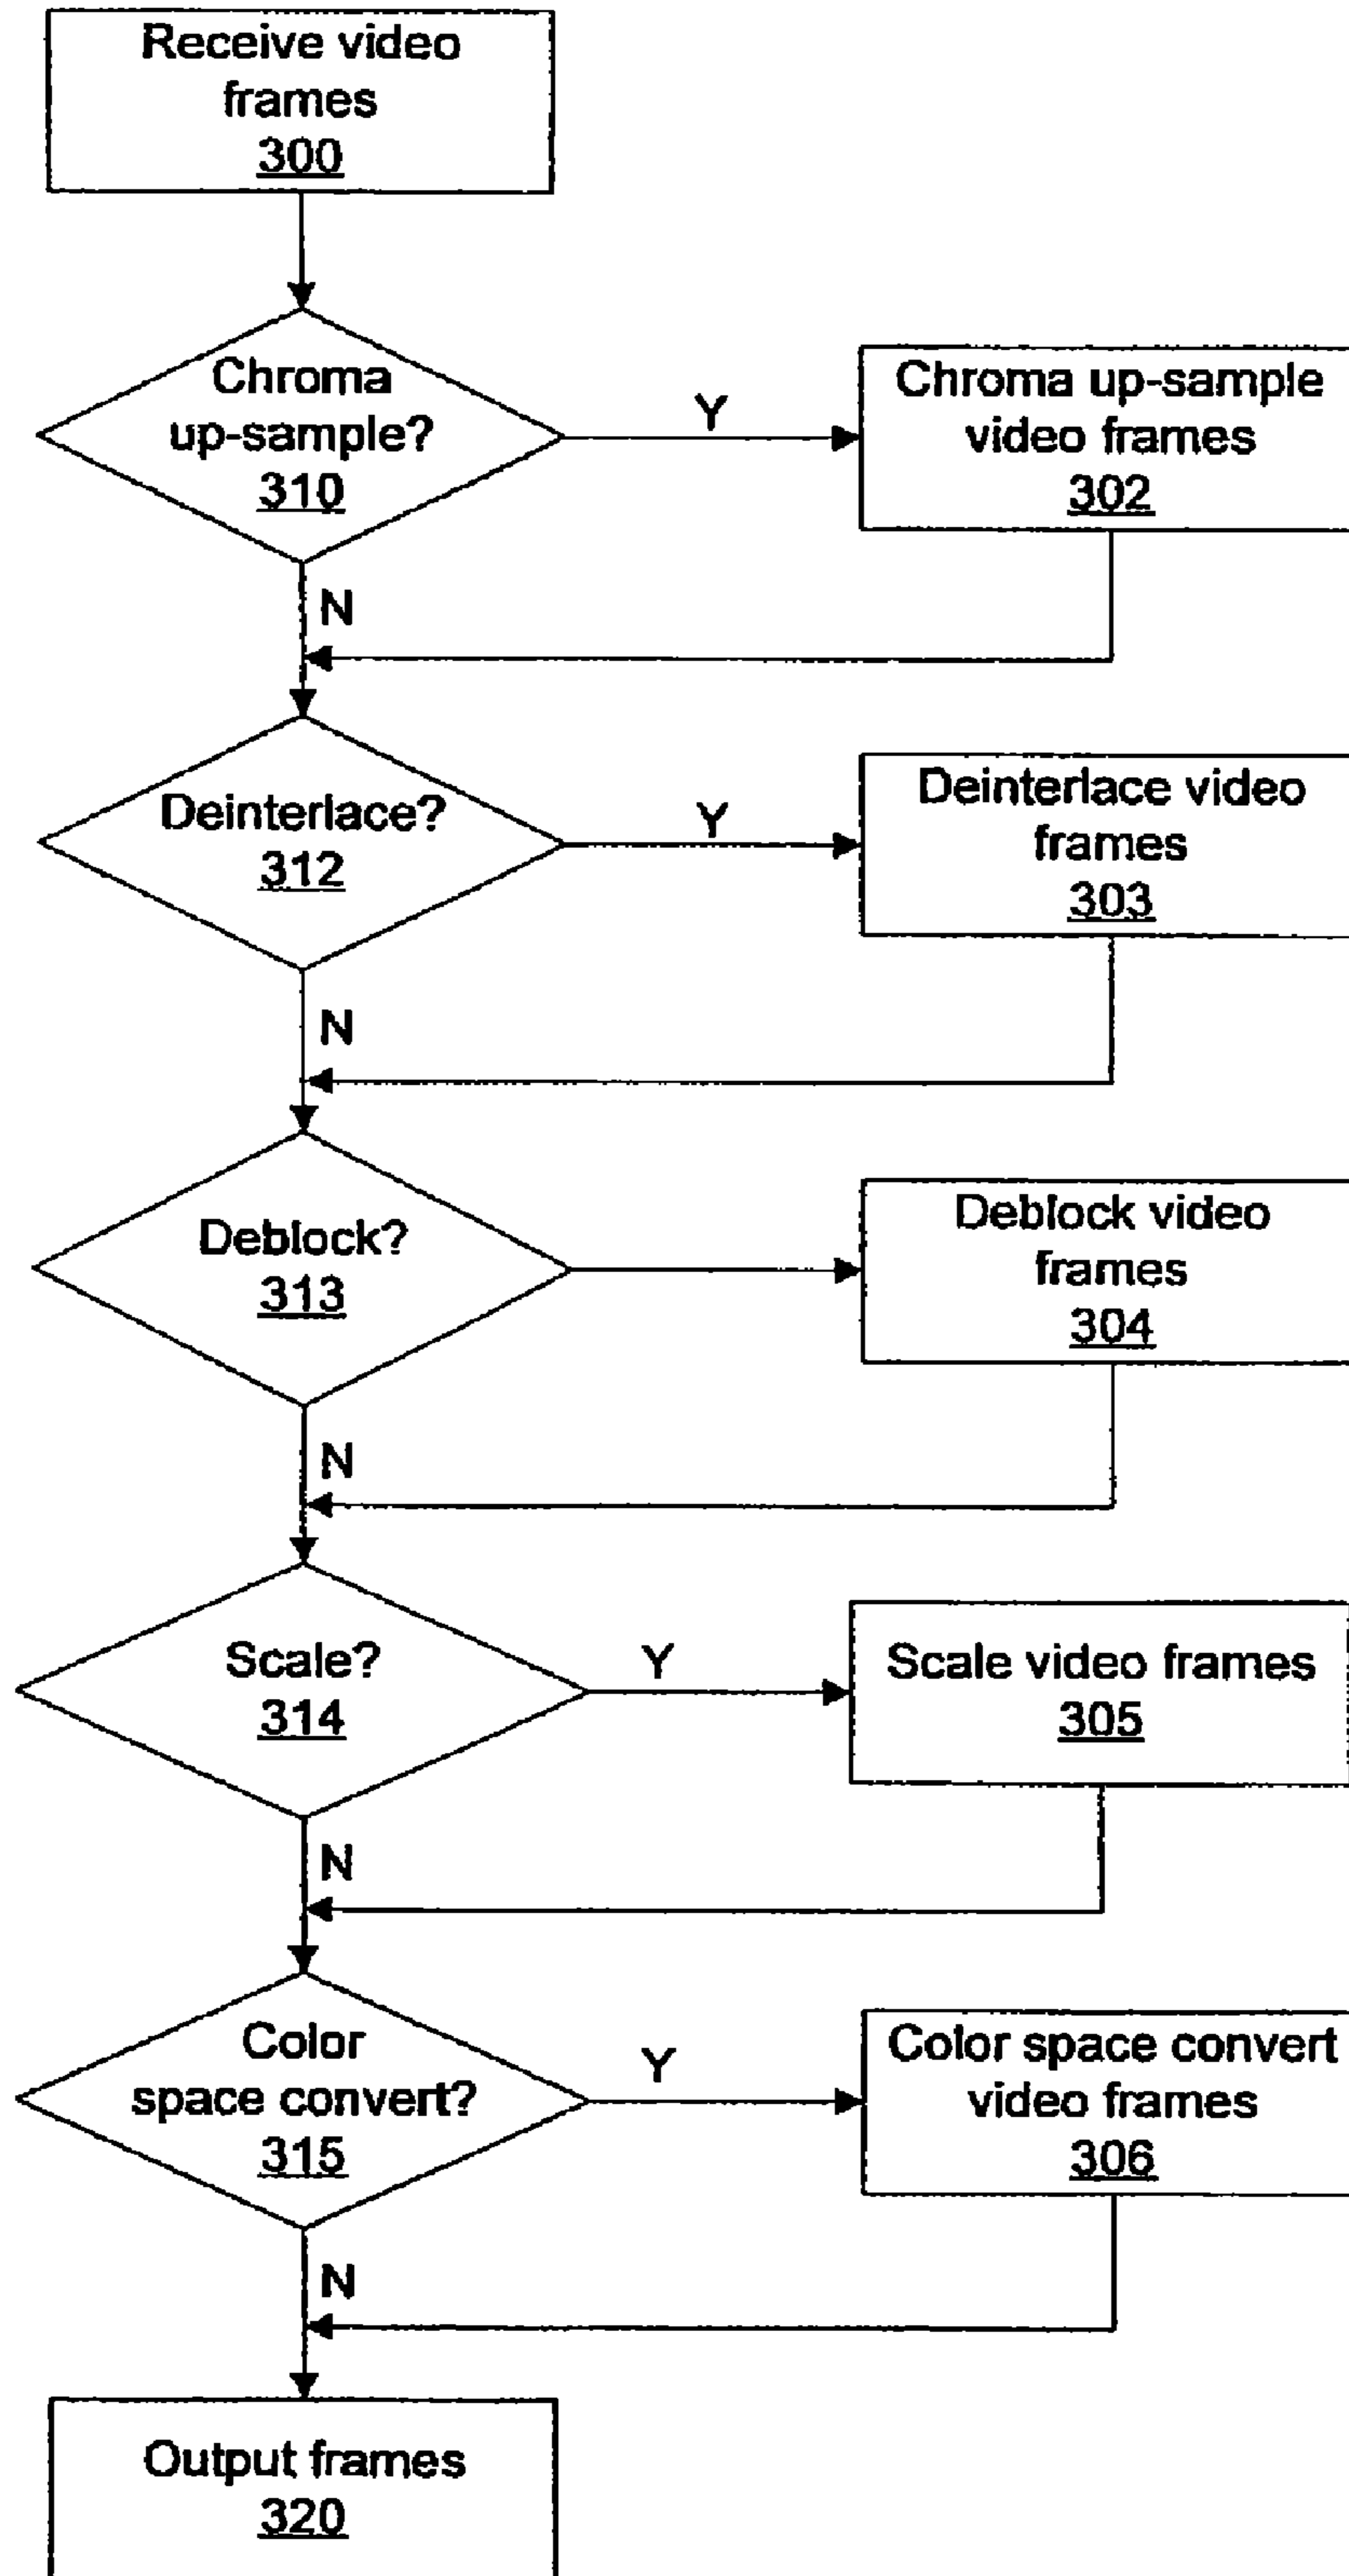 Receive video
frames
300
Chroma
up-sample?
310
Y
Chroma up-sample
video frames
302
N
Deinterlace?
312
Y
Deinterlace video
frames
303
N
Deblock?
313
Deblock video
frames
304
N
Scale?
314
Y
Scale video frames
305
N
Color
space convert?
315
Y
Color space convert
video frames
306
N
Output frames
320